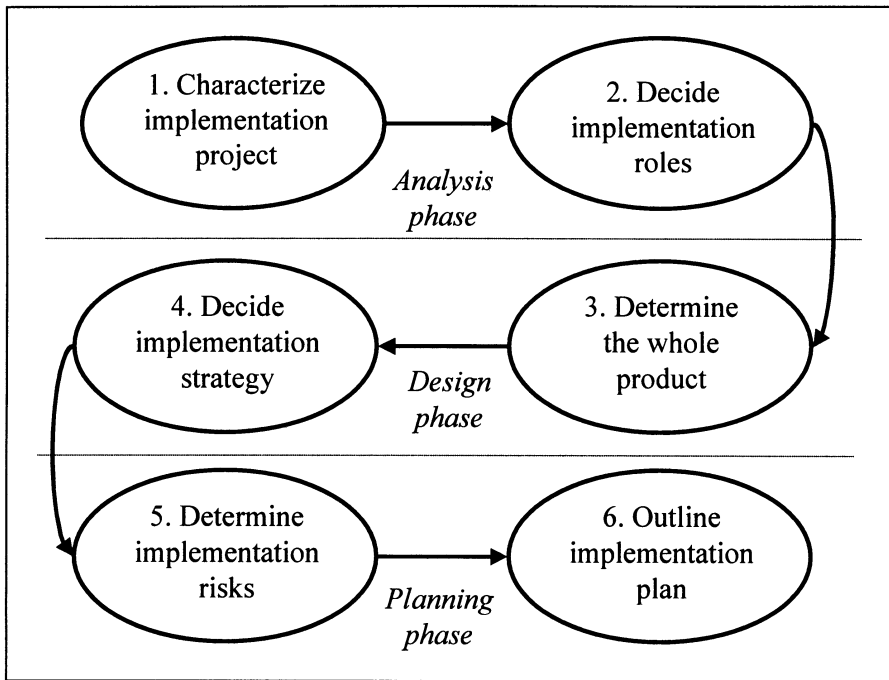 1. Characterize
implementation
project
2. Decide
implementation
roles
Analysis
phase
3. Determine
the whole
product
4. Decide
implementation
strategy
Design
phase
5. Determine
implementation
risks
6. Outline
implementation
plan
Planning
phase